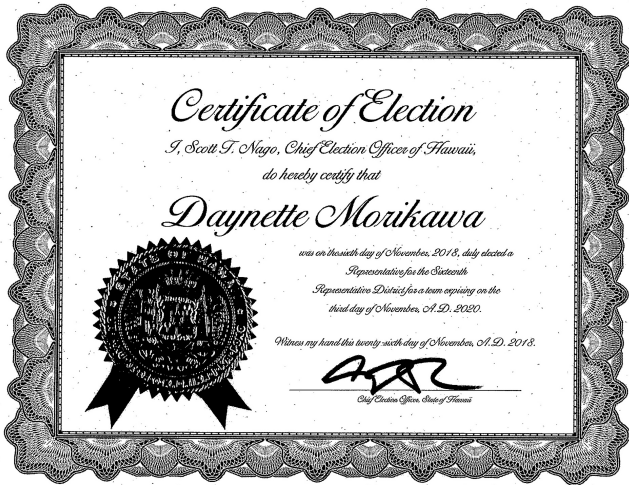 Certificate of Election
I, Scott T. Nago, Chief Election Officer of Hawaii,
do hereby certify that
Daynette Morikawa
was on the sixth day of November, 2018, duly elected a
Representative for the Sixteenth
Representative District for a term expiring on the
third day of November, A.D. 2020.
Witness my hand this twenty-sixth day of November, A.D. 2018.
Chief Election Officer, State of Hawaii
STATE OF